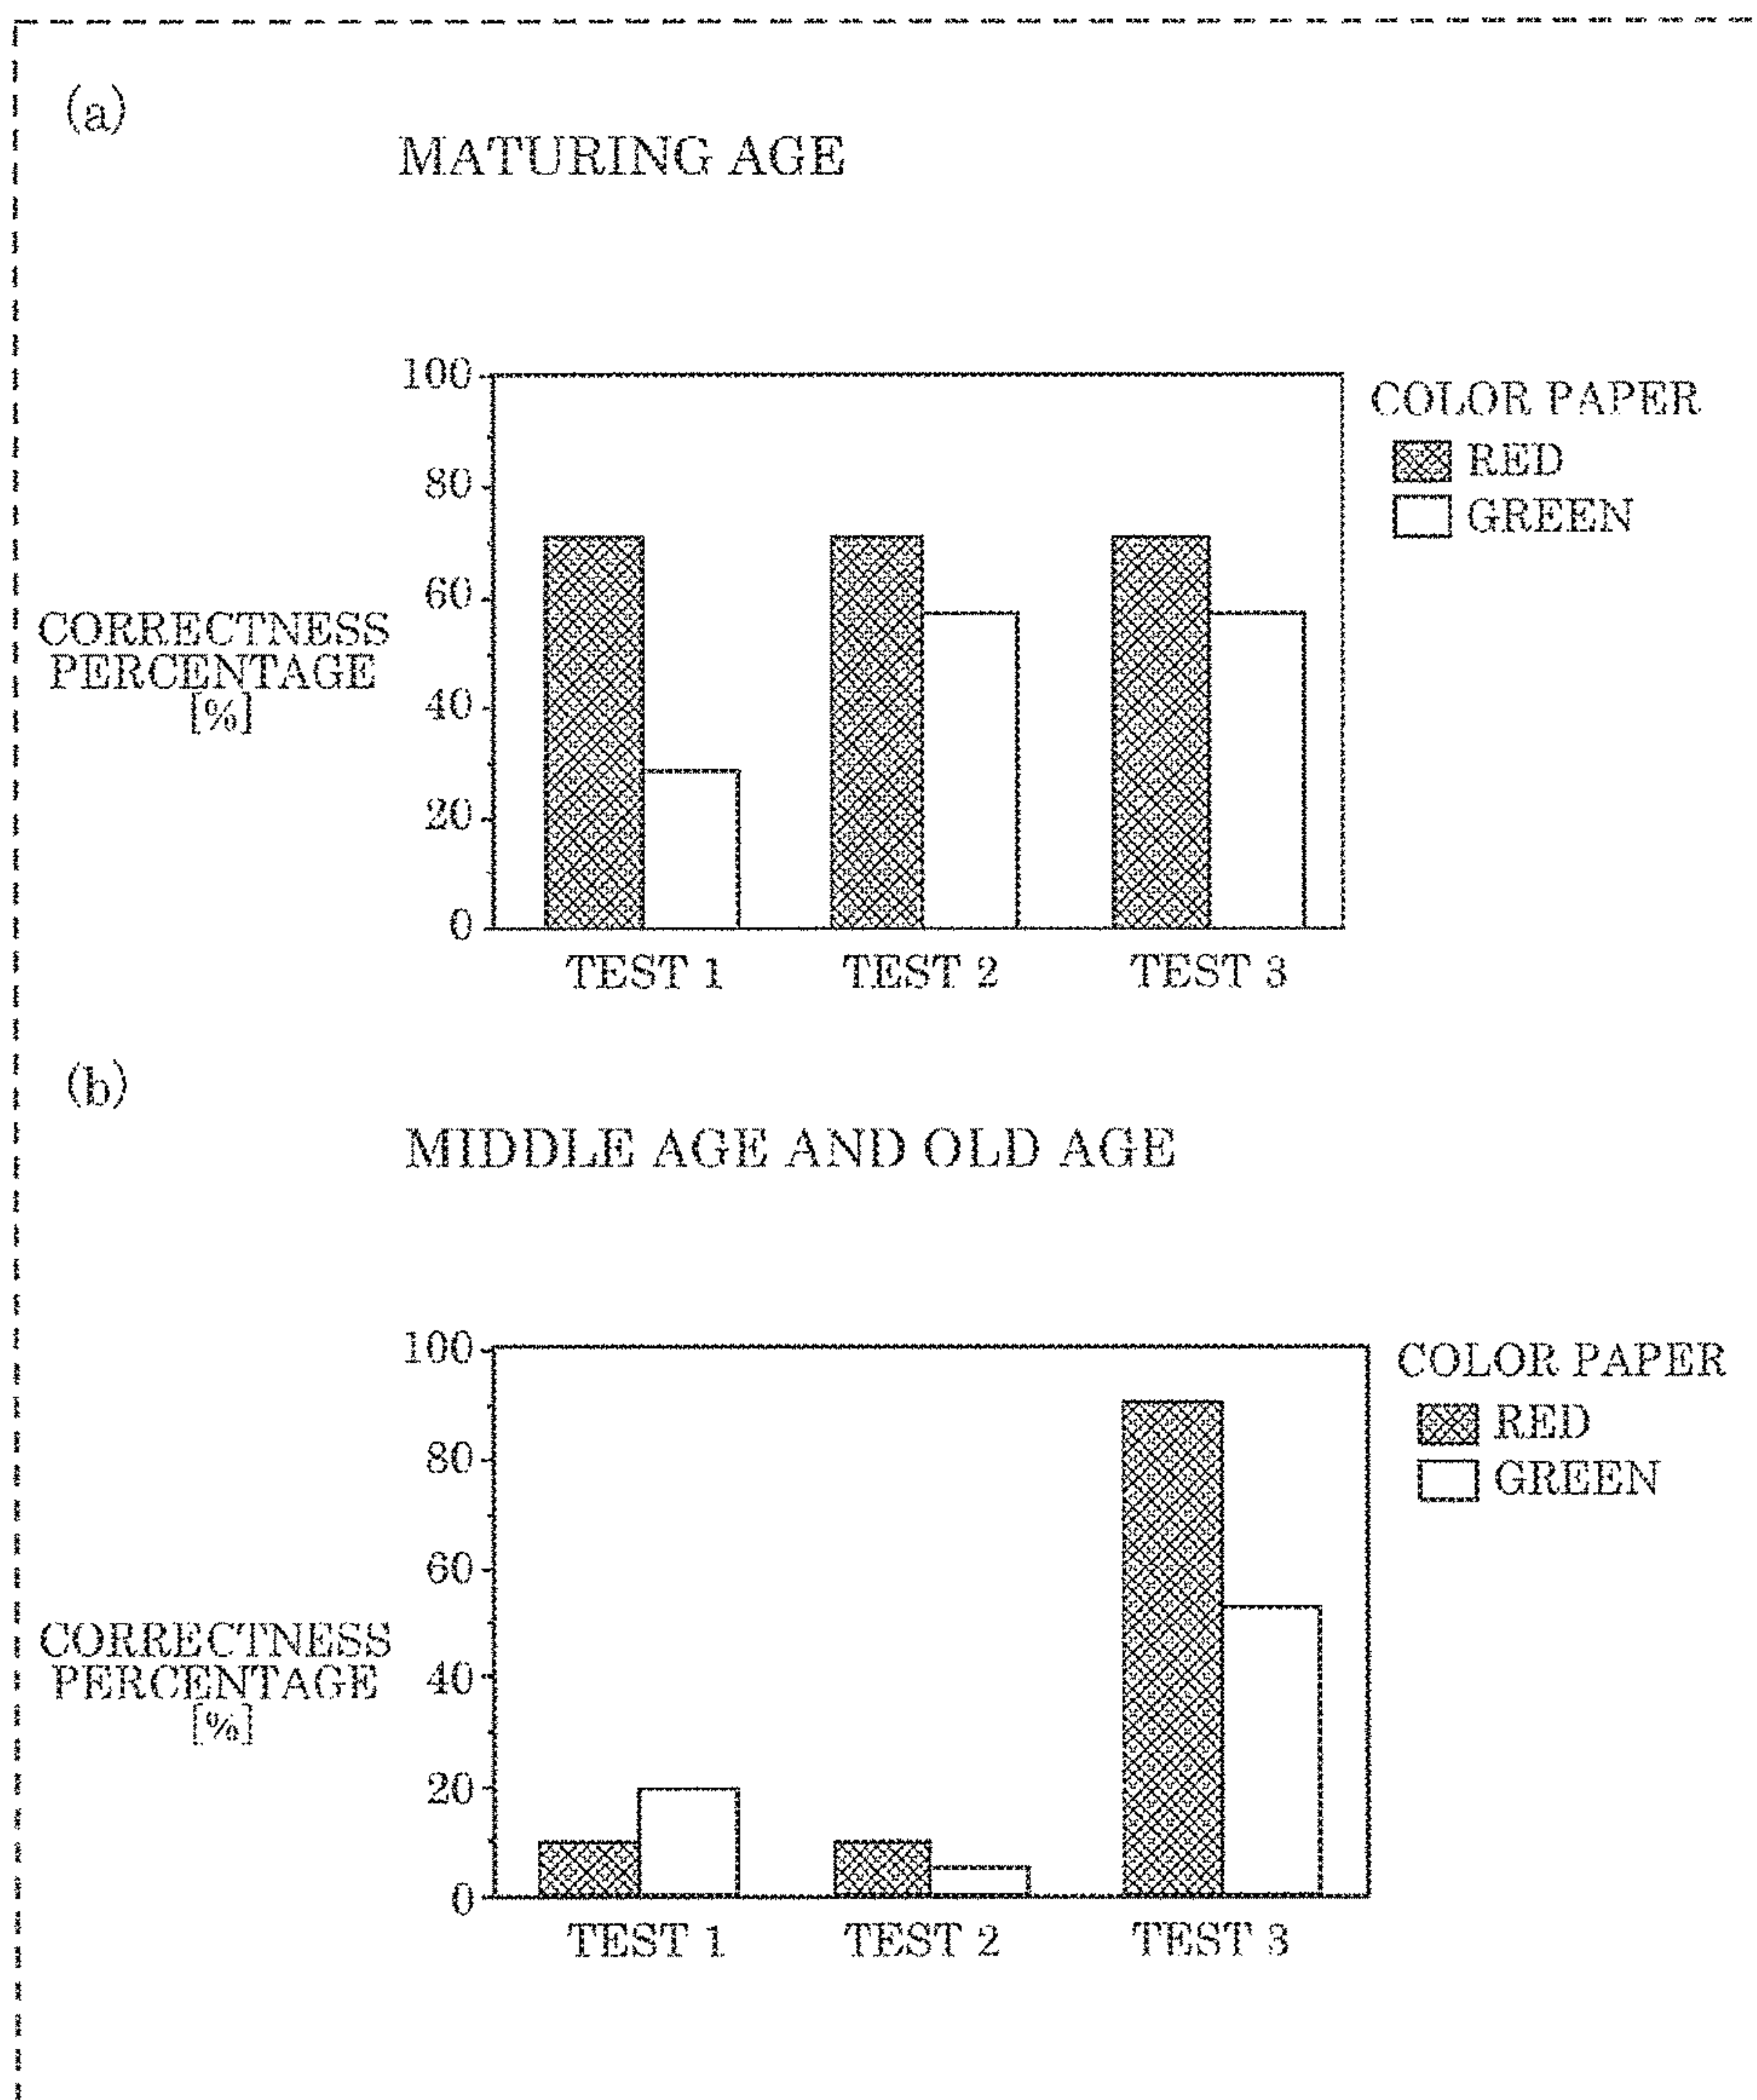 (a)
MATURING AGE
100
80
60
40
20
0
CORRECTNESS
PERCENTAGE
[%]
COLOR PAPER
RED
GREEN
TEST 1 TEST 2 TEST 3
(b)
MIDDLE AGE AND OLD AGE
100
80
60
40
20
0
CORRECTNESS
PERCENTAGE
[%]
COLOR PAPER
RED
GREEN
TEST 1 TEST 2 TEST 3